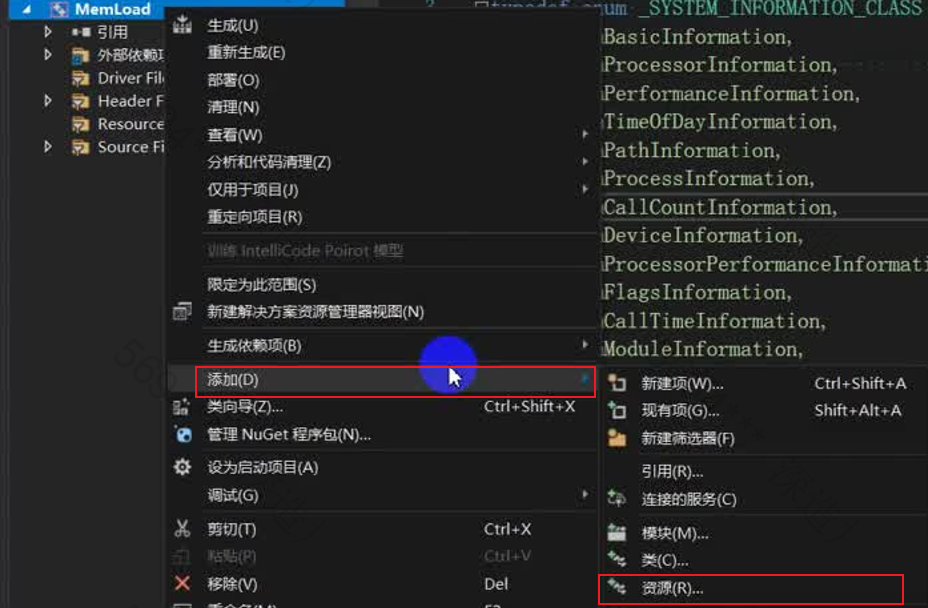 MemLoad
引用
外部依赖项
Driver Fil
Header F
Resource
Source Fi
生成(U)
重新生成(E)
部署(O)
清理(N)
查看(W)
分析和代码清理(Z)
仅用于项目(J)
重定向项目(R)
训练 IntelliCode Poirot 模型
限定为此范围(S)
新建解决方案资源管理器视图(N)
生成依赖项(B)
添加(D)
类向导(Z)... Ctrl+Shift+X
管理 NuGet 程序包(N)...
设为启动项目(A)
调试(G)
剪切(T) Ctrl+X
粘贴(P) Ctrl+V
移除(V) Del
重命名(M) F2
typedef enum _SYSTEM_INFORMATION_CLASS
BasicInformation,
ProcessorInformation,
PerformanceInformation,
TimeOfDayInformation,
PathInformation,
ProcessInformation,
CallCountInformation,
DeviceInformation,
ProcessorPerformanceInformati
FlagsInformation,
CallTimeInformation,
ModuleInformation,
新建项(W)... Ctrl+Shift+A
现有项(G)... Shift+Alt+A
新建筛选器(F)
引用(R)...
连接的服务(C)
模块(M)...
类(C)...
资源(R)...